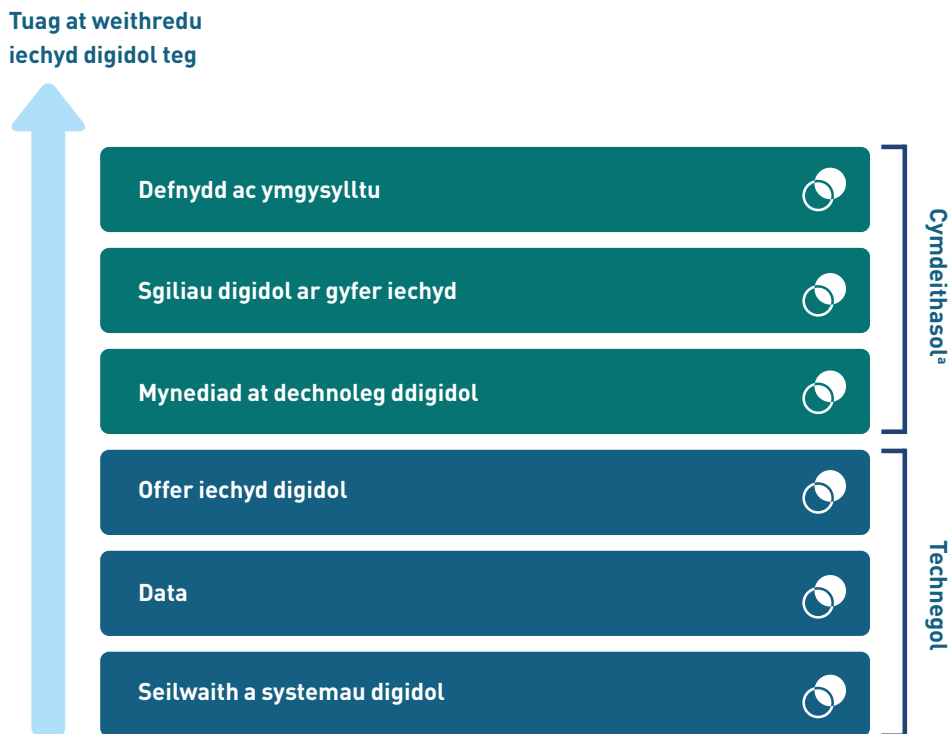 Tuag at weithredu
iechyd digidol teg
Defnydd ac ymgysylltu
Sgiliau digidol ar gyfer iechyd
Mynediad at dechnoleg ddigidol
Cymdeithasolᵃ
Offer iechyd digidol
Data
Seilwaith a systemau digidol
Technegol